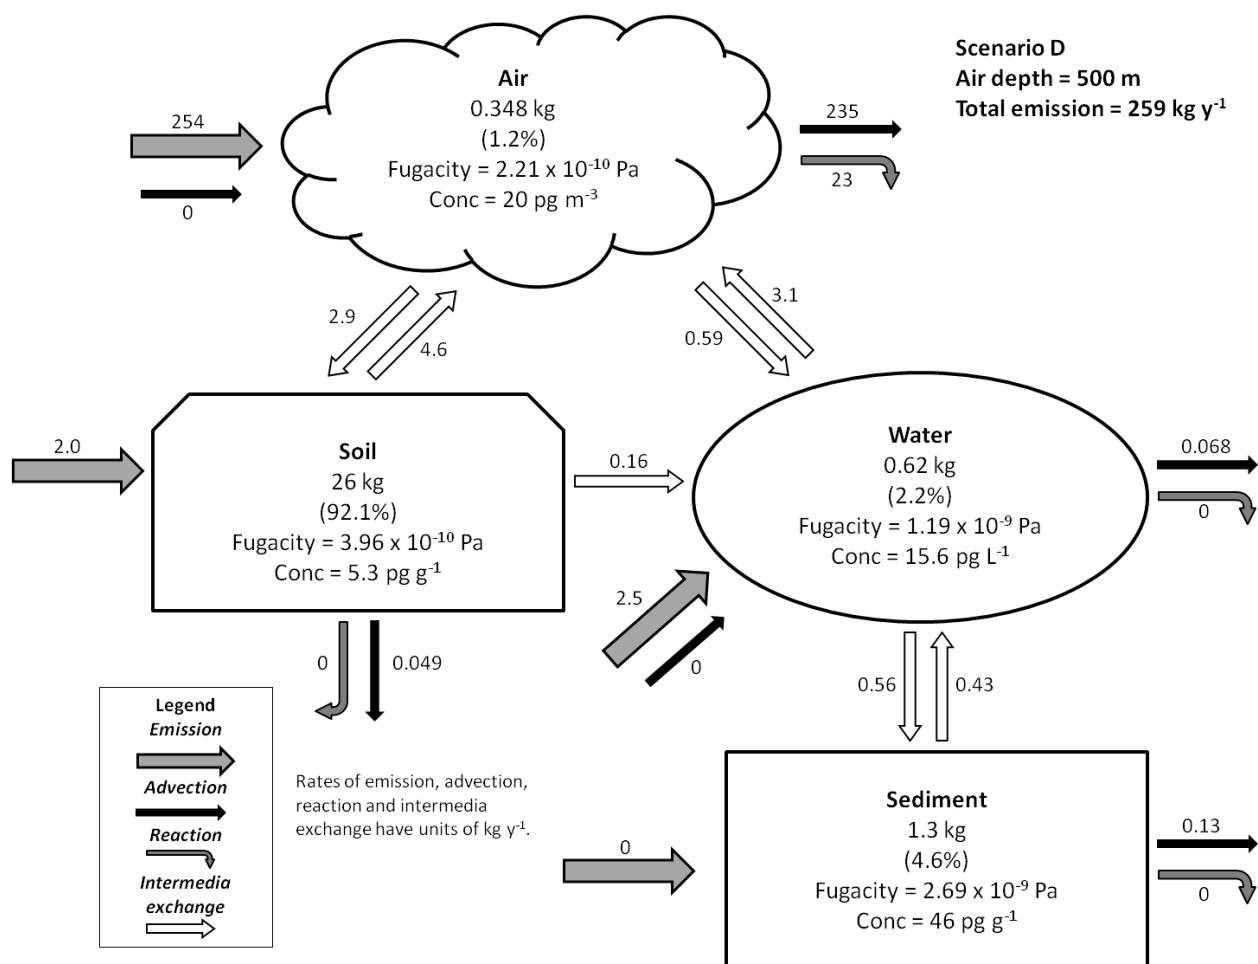 Scenario D
Air depth = 500 m
Total emission = 259 kg y⁻¹
Air
0.348 kg
(1.2%)
Fugacity = 2.21 x 10⁻¹⁰ Pa
Conc = 20 pg m⁻³
254
0
235
23
2.9
4.6
0.59
3.1
2.0
Soil
26 kg
(92.1%)
Fugacity = 3.96 x 10⁻¹⁰ Pa
Conc = 5.3 pg g⁻¹
0.16
Water
0.62 kg
(2.2%)
Fugacity = 1.19 x 10⁻⁹ Pa
Conc = 15.6 pg L⁻¹
0.068
0
2.5
0
0
0.049
0.56
0.43
Legend
Emission
Advection
Reaction
Intermedia
exchange
Rates of emission, advection,
reaction and intermedia
exchange have units of kg y⁻¹.
0
Sediment
1.3 kg
(4.6%)
Fugacity = 2.69 x 10⁻⁹ Pa
Conc = 46 pg g⁻¹
0.13
0